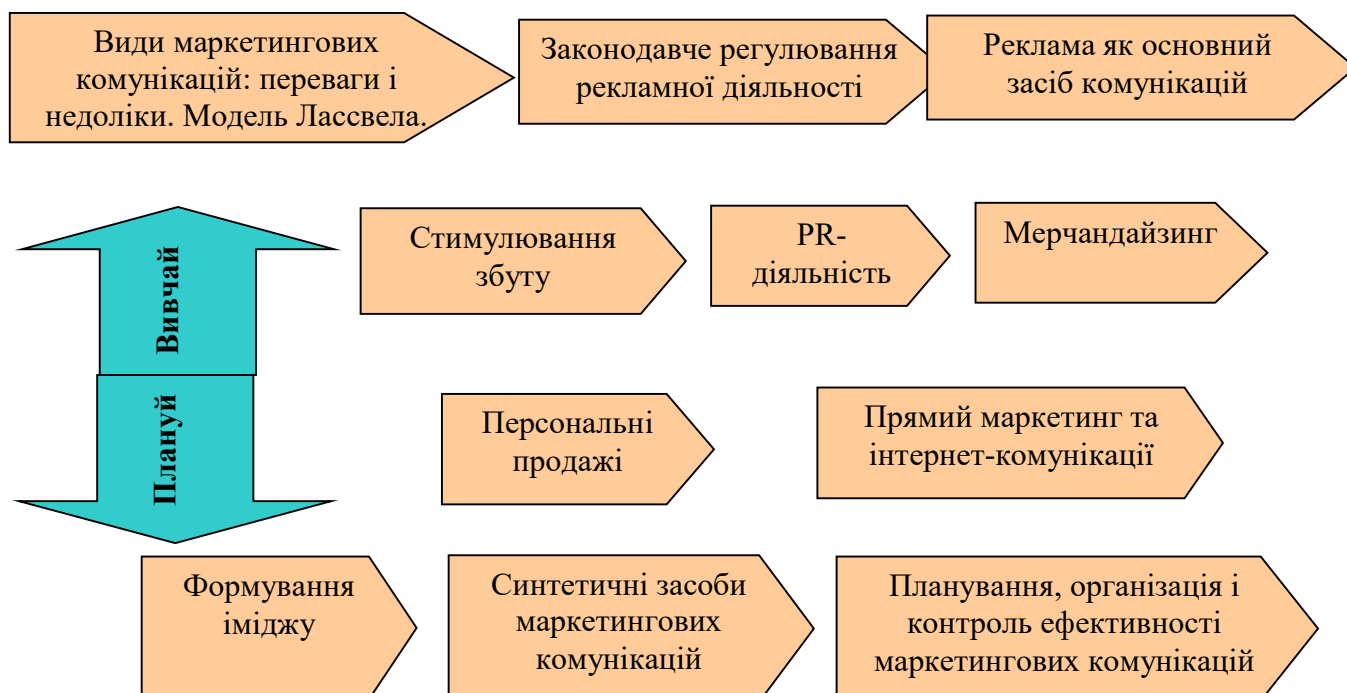 Види маркетингових
комунікацій: переваги і
недоліки. Модель Лассвела.
Законодавче регулювання
рекламної діяльності
Реклама як основний
засіб комунікацій
Вивчай
Стимулювання
збуту
PR-
діяльність
Мерчандайзинг
Плануй
Персональні
продажі
Прямий маркетинг та
інтернет-комунікації
Формування
іміджу
Синтетичні засоби
маркетингових
комунікацій
Планування, організація і
контроль ефективності
маркетингових комунікацій